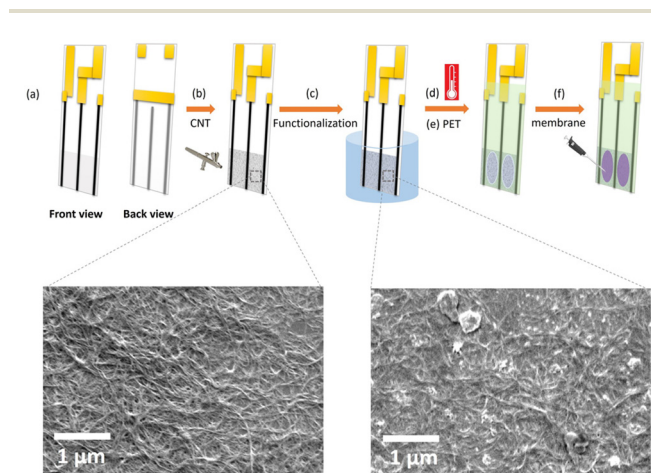 (a)
(b)
CNT
(c)
Functionalization
(d)
(e) PET
(f)
membrane
Front view
Back view
1 µm
1 µm